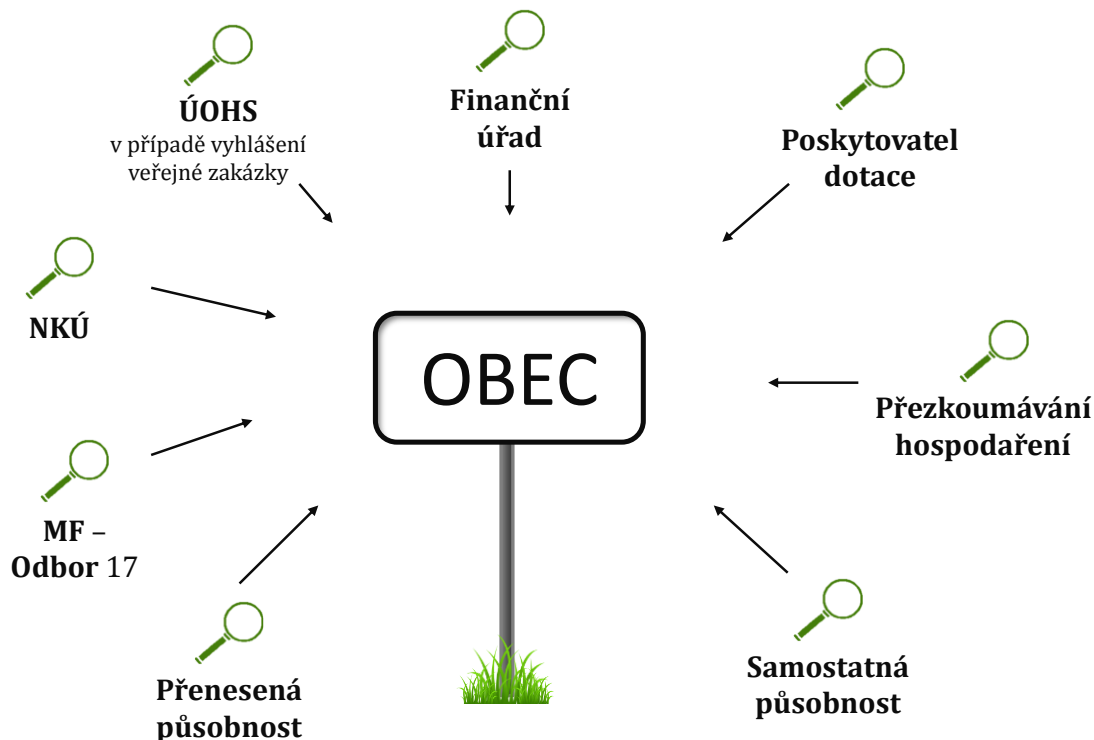 ÚOHS
v případě vyhlášení
veřejné zakázky
Finanční
úřad
Poskytovatel
dotace
NKÚ
OBEC
Přezkoumávání
hospodaření
MF –
Odbor 17
Přenesená
působnost
Samostatná
působnost